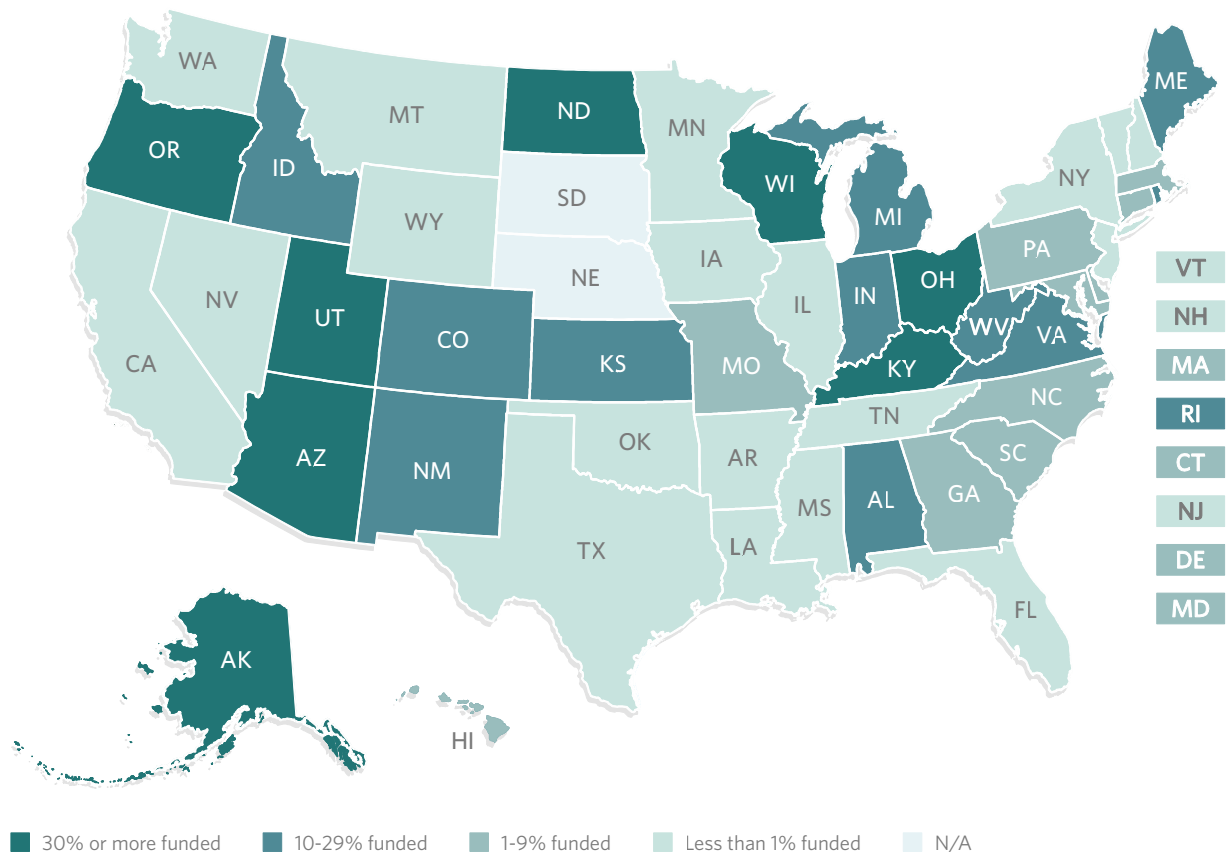 WA
MT
ND
MN
ME
OR
ID
WI
NY
SD
WY
MI
PA
IA
VT
NE
OH
NV
IN
IL
NH
UT
WV
VA
CO
MA
CA
KS
MO
KY
NC
RI
TN
AZ
OK
SC
CT
NM
AR
GA
AL
MS
NJ
TX
LA
DE
FL
MD
AK
HI
30% or more funded 10-29% funded 1-9% funded Less than 1% funded N/A